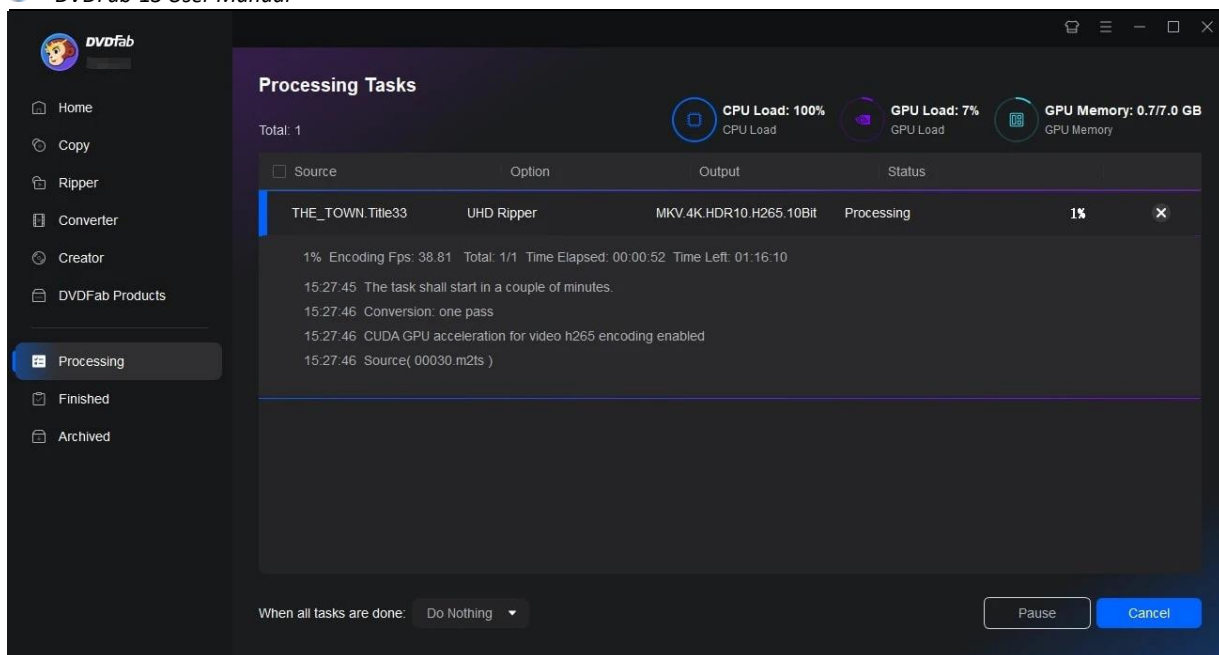 DVDFab 13 User Manual
DVDfab
Home
Copy
Ripper
Converter
Creator
DVDFab Products
Processing
Finished
Archived
Processing Tasks
Total: 1
CPU Load: 100%
CPU Load
GPU Load: 7%
GPU Load
GPU Memory: 0.7/7.0 GB
GPU Memory
Source Option Output Status
THE_TOWN.Title33 UHD Ripper MKV.4K.HDR10.H265.10Bit Processing 1%
1% Encoding Fps: 38.81 Total: 1/1 Time Elapsed: 00:00:52 Time Left: 01:16:10
15:27:45 The task shall start in a couple of minutes.
15:27:46 Conversion: one pass
15:27:46 CUDA GPU acceleration for video h265 encoding enabled
15:27:46 Source( 00030.m2ts )
When all tasks are done: Do Nothing
Pause
Cancel